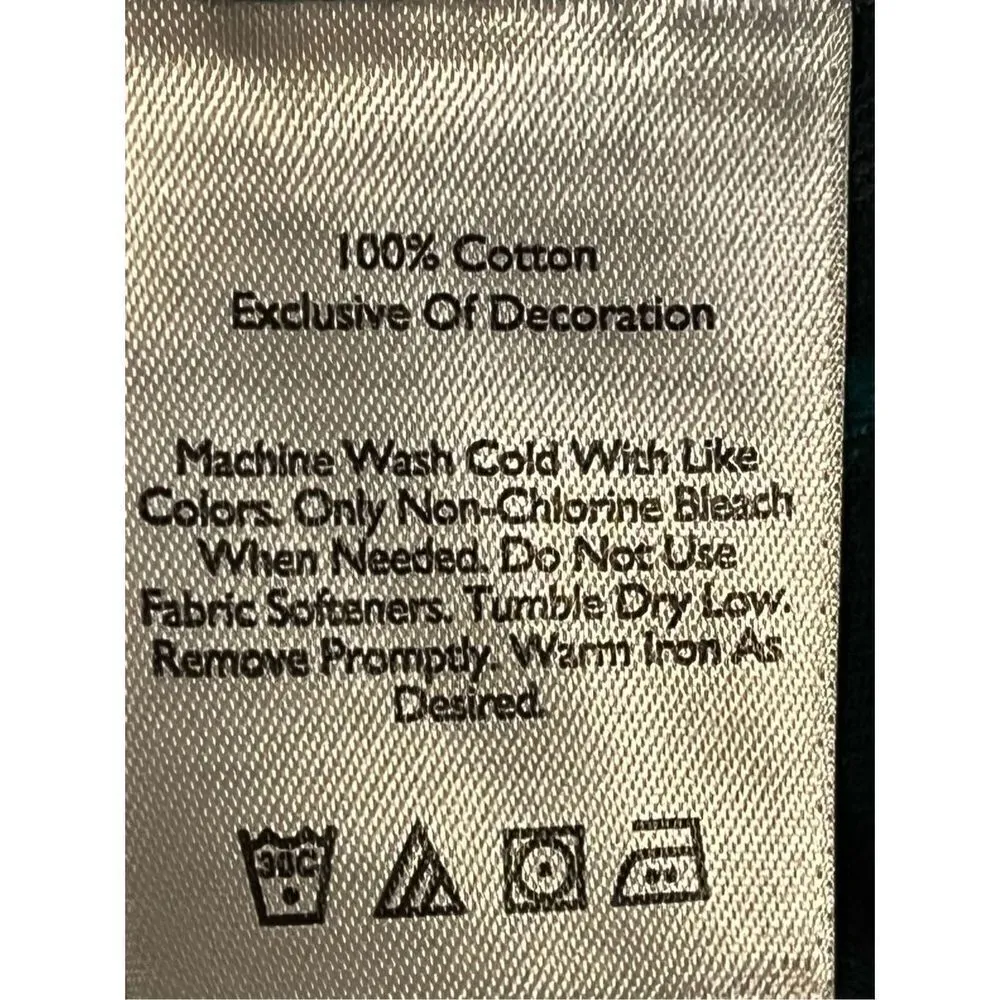 100% Cotton
Exclusive Of Decoration
Machine Wash Cold With Like
Colors. Only Non-Chlorine Bleach
When Needed. Do Not Use
Fabric Softeners. Tumble Dry Low.
Remove Promptly. Warm Iron As
Desired.
30C